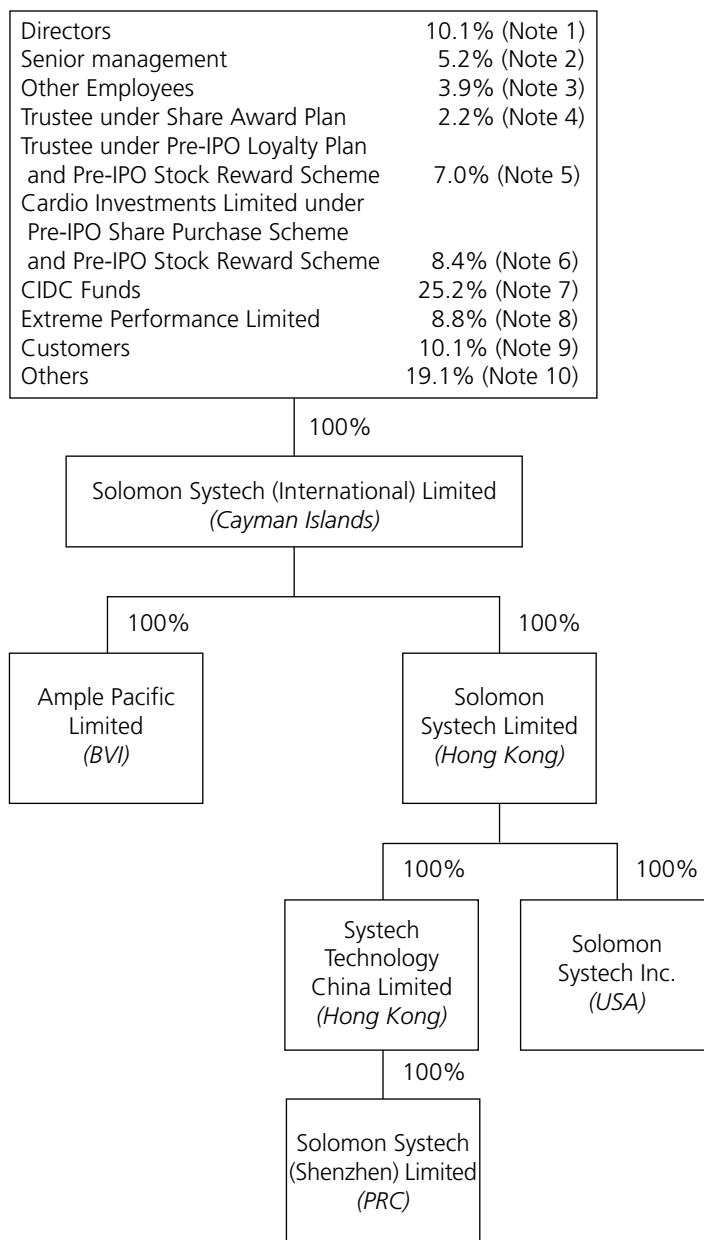 Directors 10.1% (Note 1)
Senior management 5.2% (Note 2)
Other Employees 3.9% (Note 3)
Trustee under Share Award Plan 2.2% (Note 4)
Trustee under Pre-IPO Loyalty Plan
and Pre-IPO Stock Reward Scheme 7.0% (Note 5)
Cardio Investments Limited under
Pre-IPO Share Purchase Scheme
and Pre-IPO Stock Reward Scheme 8.4% (Note 6)
CIDC Funds 25.2% (Note 7)
Extreme Performance Limited 8.8% (Note 8)
Customers 10.1% (Note 9)
Others 19.1% (Note 10)
100%
Solomon Systech (International) Limited
(Cayman Islands)
100%
100%
Ample Pacific
Limited
(BVI)
Solomon
Systech Limited
(Hong Kong)
100%
100%
Systech
Technology
China Limited
(Hong Kong)
Solomon
Systech Inc.
(USA)
100%
Solomon Systech
(Shenzhen) Limited
(PRC)